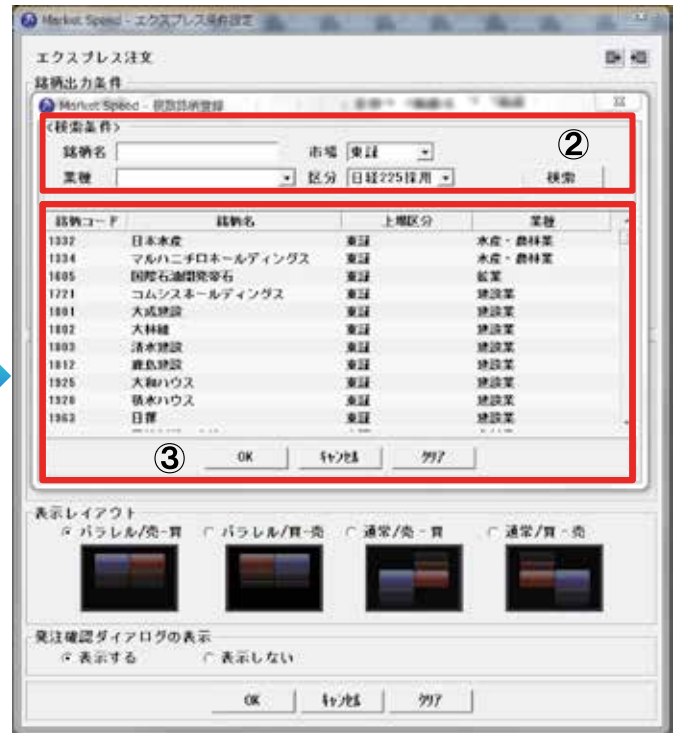 Market Speed - エクスプレス条件設定
エクスプレス注文
銘柄出力条件
Market Speed - 複数銘柄登録
<検索条件>
②
銘柄名 市場 東証
業種 区分 日経225採用 検索
銘柄コード 銘柄名 上場区分 業種
1332 日本水産 東証 水産・農林業
1334 マルハニチロホールディングス 東証 水産・農林業
1605 国際石油開発帝石 東証 鉱業
1721 コムシスホールディングス 東証 建設業
1801 大成建設 東証 建設業
1802 大林組 東証 建設業
1803 清水建設 東証 建設業
1812 鹿島建設 東証 建設業
1925 大和ハウス 東証 建設業
1928 積水ハウス 東証 建設業
1963 日揮 東証 建設業
③ OK キャンセル クリア
表示レイアウト
パラレル/売-買 パラレル/買-売 通常/売 - 買 通常/買 - 売
発注確認ダイアログの表示
表示する 表示しない
OK キャンセル クリア